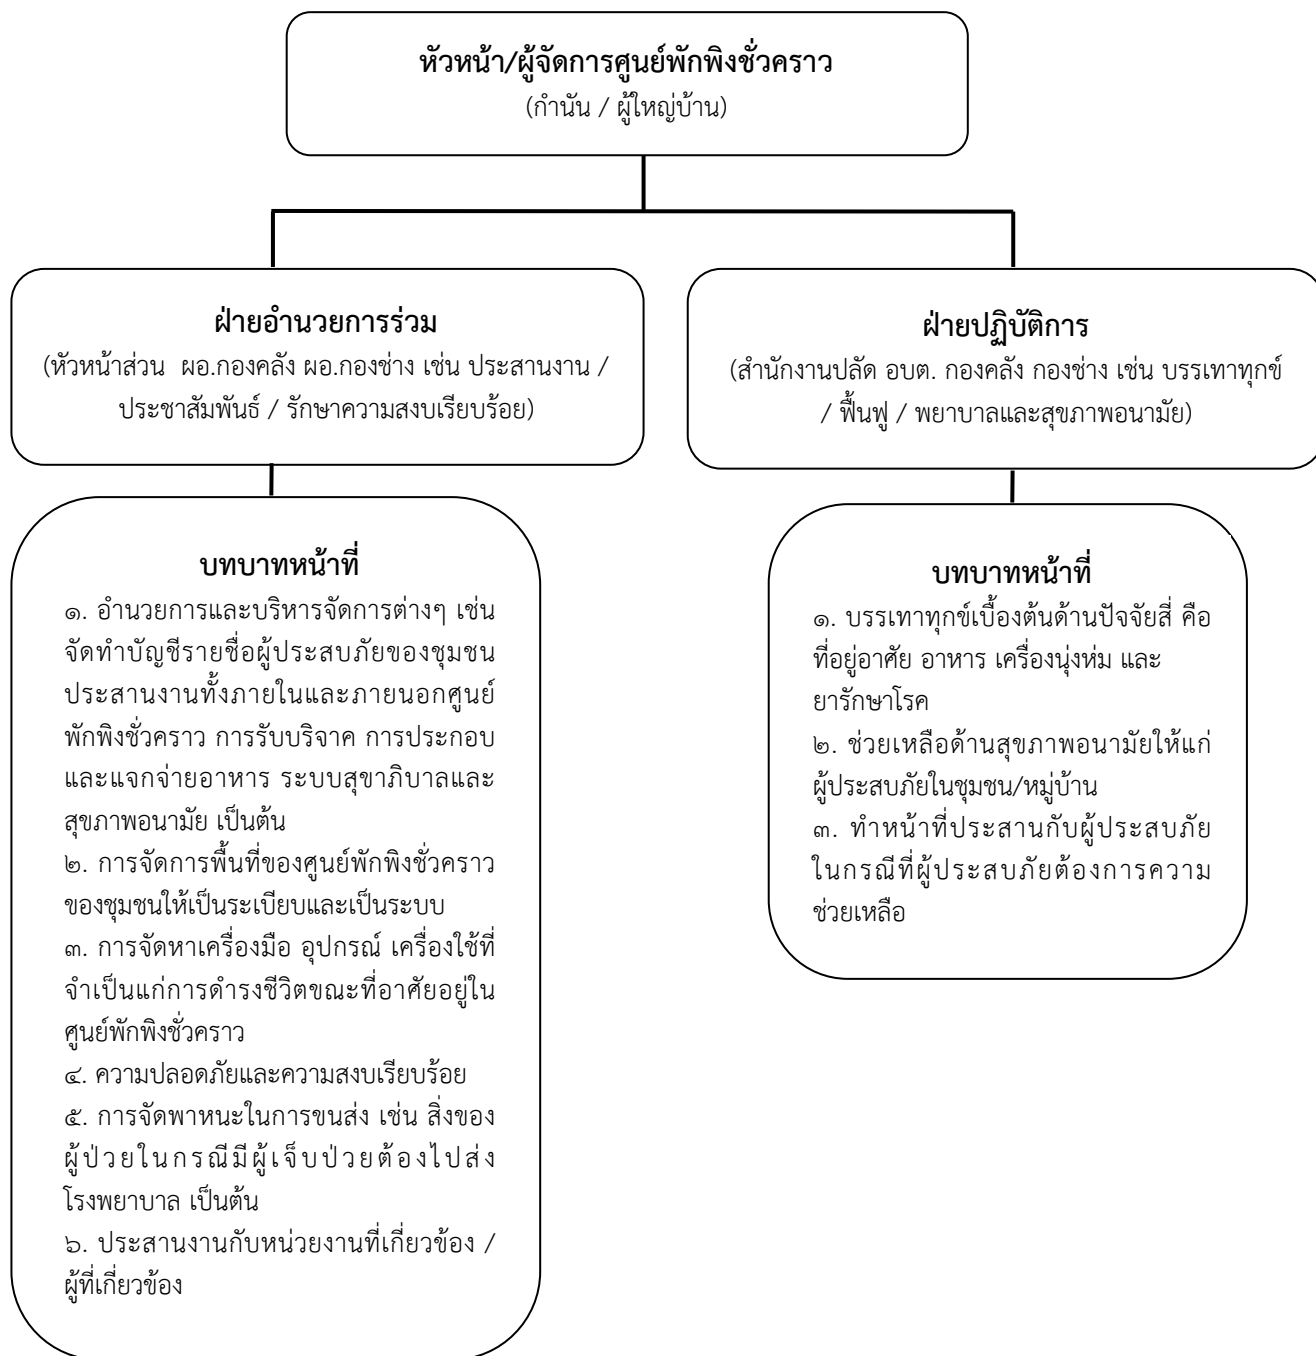 หัวหน้า/ผู้จัดการศูนย์พักพิงชั่วคราว
(กำนัน / ผู้ใหญ่บ้าน)
ฝ่ายอำนวยการร่วม
(หัวหน้าส่วน ผอ.กองคลัง ผอ.กองช่าง เช่น ประสานงาน /
ประชาสัมพันธ์ / รักษาความสงบเรียบร้อย)
ฝ่ายปฏิบัติการ
(สำนักงานปลัด อบต. กองคลัง กองช่าง เช่น บรรเทาทุกข์
/ ฟื้นฟู / พยาบาลและสุขภาพอนามัย)
บทบาทหน้าที่
๑. อำนวยการและบริหารจัดการต่างๆ เช่น
จัดทำบัญชีรายชื่อผู้ประสบภัยของชุมชน
ประสานงานทั้งภายในและภายนอกศูนย์
พักพิงชั่วคราว การรับบริจาค การประกอบ
และแจกจ่ายอาหาร ระบบสุขาภิบาลและ
สุขภาพอนามัย เป็นต้น
๒. การจัดการพื้นที่ของศูนย์พักพิงชั่วคราว
ของชุมชนให้เป็นระเบียบและเป็นระบบ
๓. การจัดหาเครื่องมือ อุปกรณ์ เครื่องใช้ที่
จำเป็นแก่การดำรงชีวิตขณะที่อาศัยอยู่ใน
ศูนย์พักพิงชั่วคราว
๔. ความปลอดภัยและความสงบเรียบร้อย
๕. การจัดพาหนะในการขนส่ง เช่น สิ่งของ
ผู้ป่วยในกรณีมีผู้เจ็บป่วยต้องไปส่ง
โรงพยาบาล เป็นต้น
๖. ประสานงานกับหน่วยงานที่เกี่ยวข้อง /
ผู้ที่เกี่ยวข้อง
บทบาทหน้าที่
๑. บรรเทาทุกข์เบื้องต้นด้านปัจจัยสี่ คือ
ที่อยู่อาศัย อาหาร เครื่องนุ่งห่ม และ
ยารักษาโรค
๒. ช่วยเหลือด้านสุขภาพอนามัยให้แก่
ผู้ประสบภัยในชุมชน/หมู่บ้าน
๓. ทำหน้าที่ประสานกับผู้ประสบภัย
ในกรณีที่ผู้ประสบภัยต้องการความ
ช่วยเหลือ